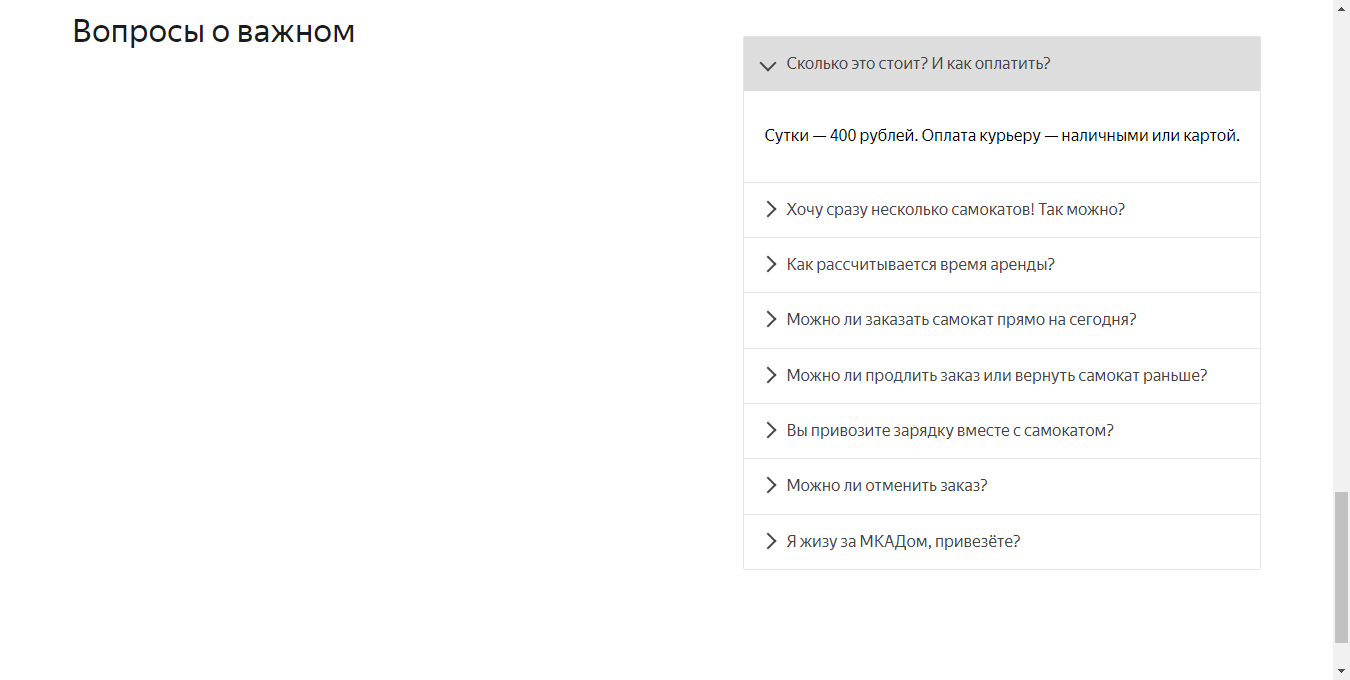 Вопросы о важном
Сколько это стоит? И как оплатить?
Сутки — 400 рублей. Оплата курьеру — наличными или картой.
Хочу сразу несколько самокатов! Так можно?
Как рассчитывается время аренды?
Можно ли заказать самокат прямо на сегодня?
Можно ли продлить заказ или вернуть самокат раньше?
Вы привозите зарядку вместе с самокатом?
Можно ли отменить заказ?
Я жизу за МКАДом, привезёте?